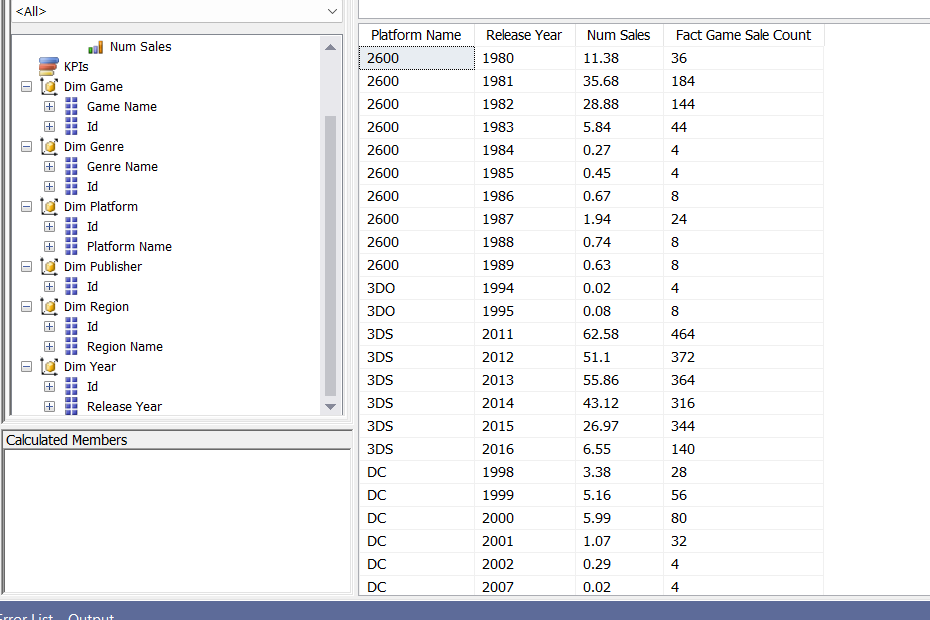 <All>
Num Sales
KPIs
Dim Game
Game Name
Id
Dim Genre
Genre Name
Id
Dim Platform
Id
Platform Name
Dim Publisher
Id
Dim Region
Id
Region Name
Dim Year
Id
Release Year
Calculated Members
Platform Name Release Year Num Sales Fact Game Sale Count
2600 1980 11.38 36
2600 1981 35.68 184
2600 1982 28.88 144
2600 1983 5.84 44
2600 1984 0.27 4
2600 1985 0.45 4
2600 1986 0.67 8
2600 1987 1.94 24
2600 1988 0.74 8
2600 1989 0.63 8
3DO 1994 0.02 4
3DO 1995 0.08 8
3DS 2011 62.58 464
3DS 2012 51.1 372
3DS 2013 55.86 364
3DS 2014 43.12 316
3DS 2015 26.97 344
3DS 2016 6.55 140
DC 1998 3.38 28
DC 1999 5.16 56
DC 2000 5.99 80
DC 2001 1.07 32
DC 2002 0.29 4
DC 2007 0.02 4
Error List Output